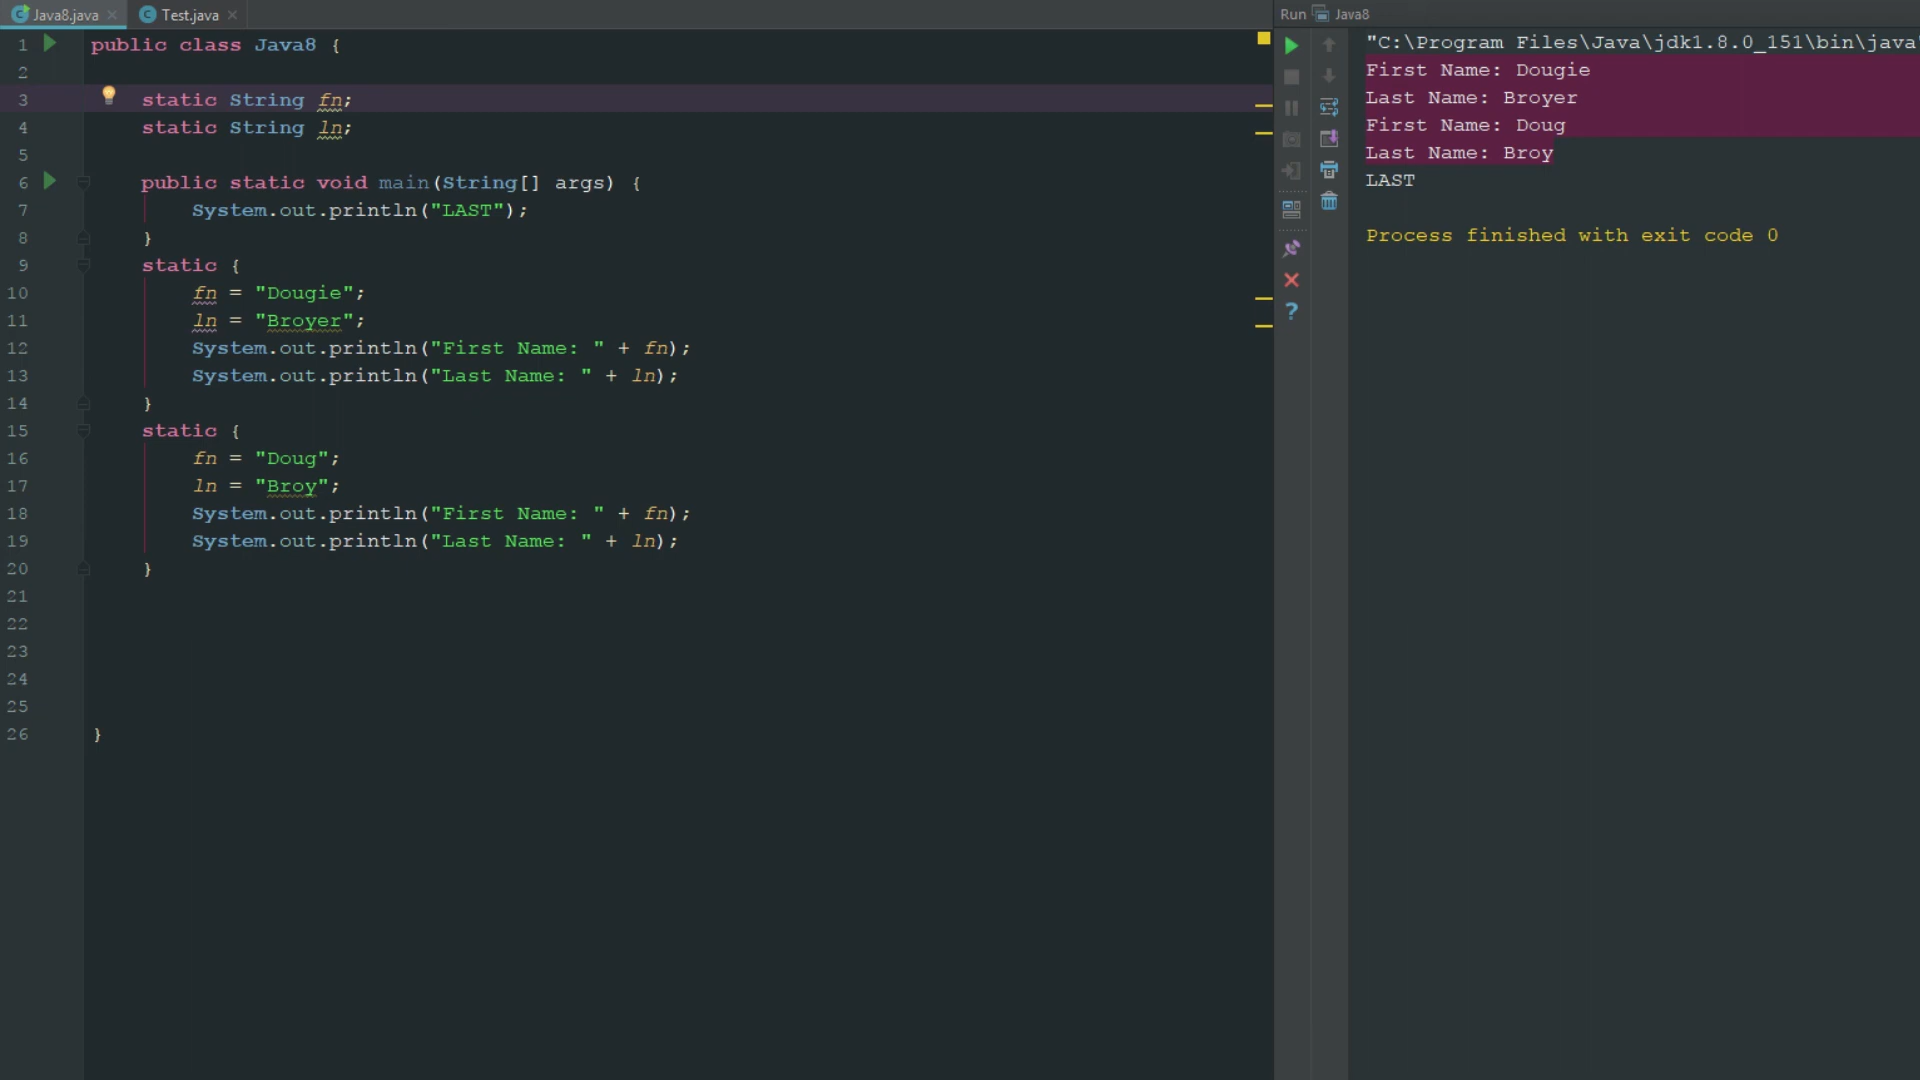 Java8.java
Test.java
1 public class Java8 {
2
3 static String fn;
4 static String ln;
5
6 public static void main(String[] args) {
7 System.out.println("LAST");
8 }
9 static {
10 fn = "Dougie";
11 ln = "Broyer";
12 System.out.println("First Name: " + fn);
13 System.out.println("Last Name: " + ln);
14 }
15 static {
16 fn = "Doug";
17 ln = "Broy";
18 System.out.println("First Name: " + fn);
19 System.out.println("Last Name: " + ln);
20 }
21
22
23
24
25
26 }
Run Java8
"C:\Program Files\Java\jdk1.8.0_151\bin\java
First Name: Dougie
Last Name: Broyer
First Name: Doug
Last Name: Broy
LAST
Process finished with exit code 0